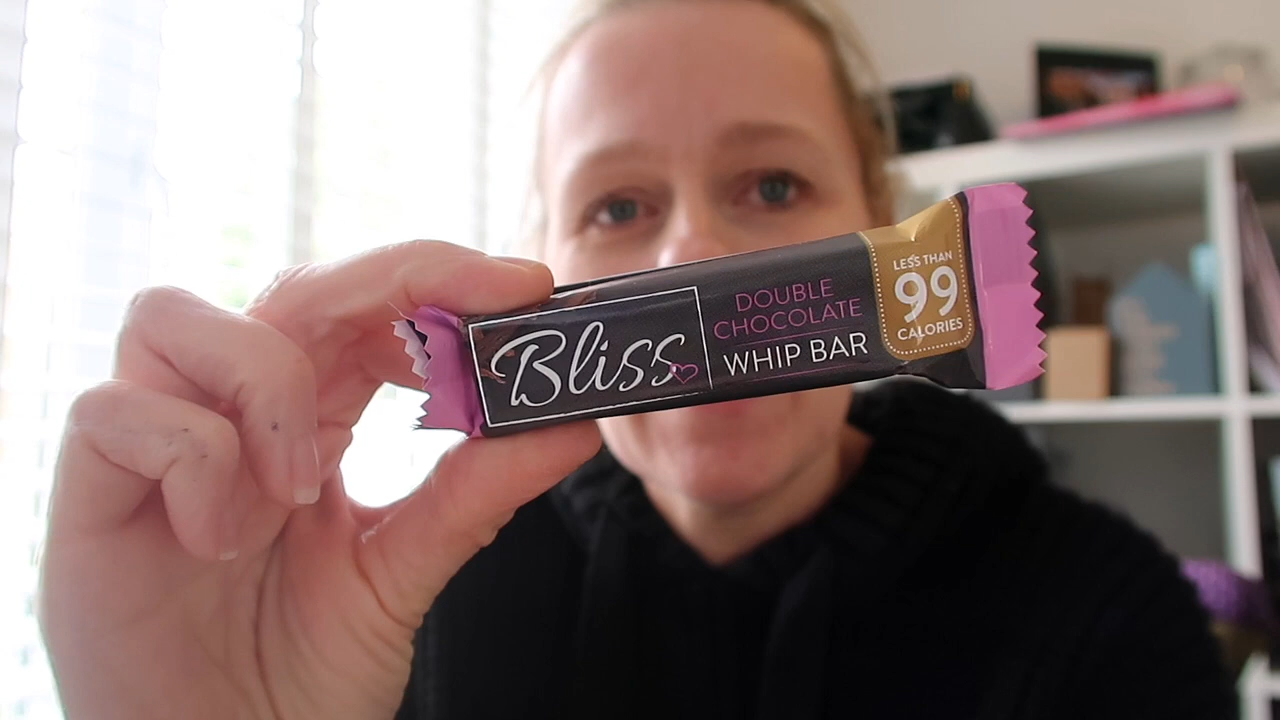 Bliss
DOUBLE
CHOCOLATE
WHIP BAR
LESS THAN
99
CALORIES